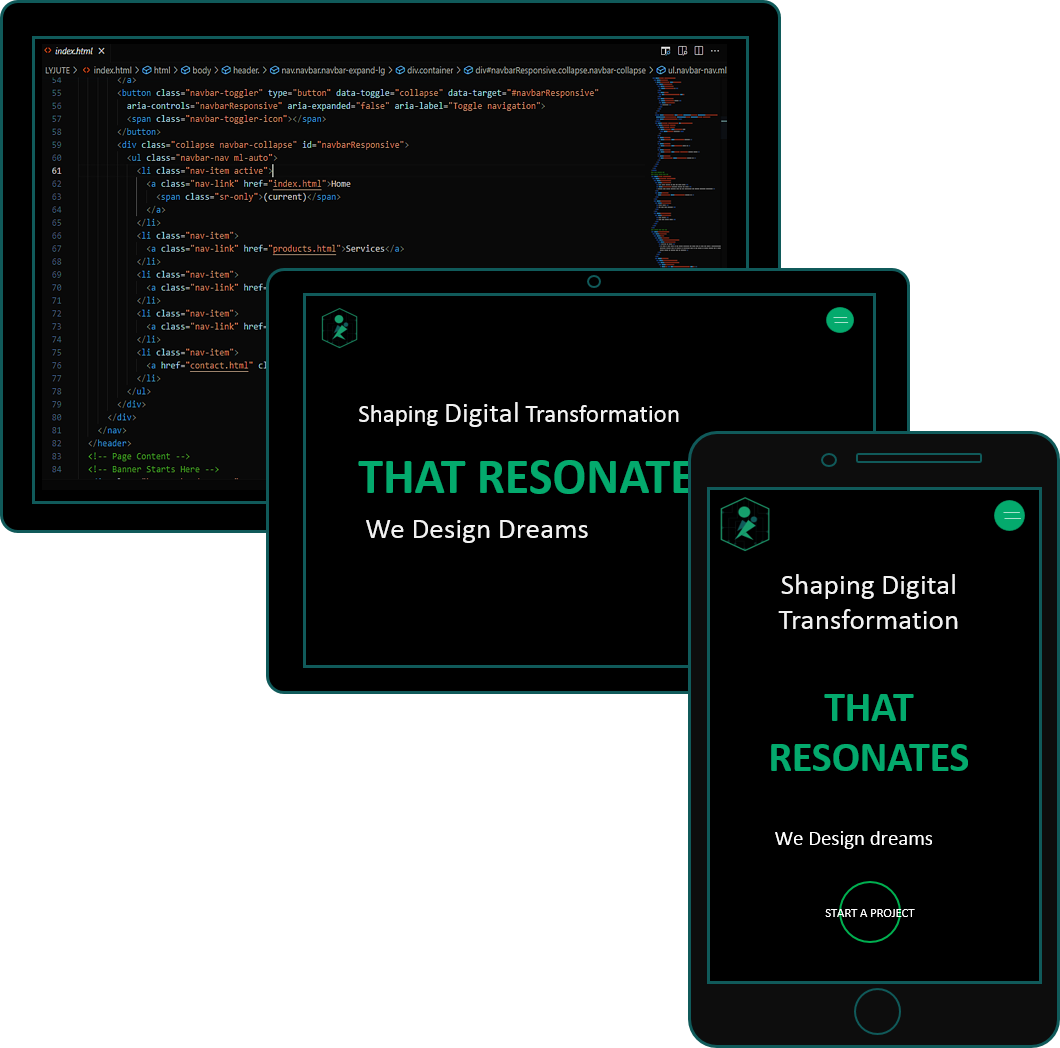 index.html
LYJUTE > index.html > html > body > header. > nav.navbar.navbar-expand-lg > div.container > div#navbarResponsive.collapse.navbar-collapse > ul.navbar-nav.ml
54 </a>
55 <button class="navbar-toggler" type="button" data-toggle="collapse" data-target="#navbarResponsive"
56 aria-controls="navbarResponsive" aria-expanded="false" aria-label="Toggle navigation">
57 <span class="navbar-toggler-icon"></span>
58 </button>
59 <div class="collapse navbar-collapse" id="navbarResponsive">
60 <ul class="navbar-nav ml-auto">
61 <li class="nav-item active">
62 <a class="nav-link" href="index.html">Home
63 <span class="sr-only">(current)</span>
64 </a>
65 </li>
66 <li class="nav-item">
67 <a class="nav-link" href="products.html">Services</a>
68 </li>
69 <li class="nav-item">
70 <a class="nav-link" href=
71 </li>
72 <li class="nav-item">
73 <a class="nav-link" href=
74 </li>
75 <li class="nav-item">
76 <a href="contact.html" cl
77 </li>
78 </ul>
79 </div>
80 </div>
81 </nav>
82 </header>
83 <!-- Page Content -->
84 <!-- Banner Starts Here -->
Shaping Digital Transformation
THAT RESONATE
We Design Dreams
Shaping Digital
Transformation
THAT
RESONATES
We Design dreams
START A PROJECT